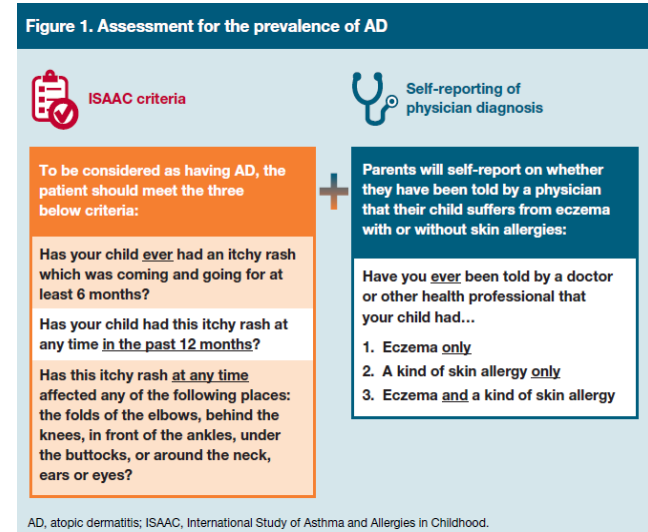 Figure 1. Assessment for the prevalence of AD
ISAAC criteria
To be considered as having AD, the
patient should meet the three
below criteria:
Has your child ever had an itchy rash
which was coming and going for at
least 6 months?
Has your child had this itchy rash at
any time in the past 12 months?
Has this itchy rash at any time
affected any of the following places:
the folds of the elbows, behind the
knees, in front of the ankles, under
the buttocks, or around the neck,
ears or eyes?
+
Self-reporting of
physician diagnosis
Parents will self-report on whether
they have been told by a physician
that their child suffers from eczema
with or without skin allergies:
Have you ever been told by a doctor
or other health professional that
your child had…
1. Eczema only
2. A kind of skin allergy only
3. Eczema and a kind of skin allergy
AD, atopic dermatitis; ISAAC, International Study of Asthma and Allergies in Childhood.